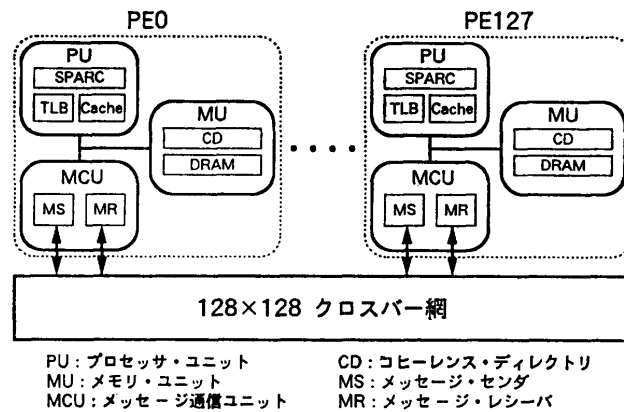 PE0
PE127
PU
SPARC
TLB Cache
MU
CD
DRAM
MCU
MS MR
・・・・
PU
SPARC
TLB Cache
MU
CD
DRAM
MCU
MS MR
128×128 クロスバー網
PU：プロセッサ・ユニット
MU：メモリ・ユニット
MCU：メッセージ通信ユニット
CD：コヒーレンス・ディレクトリ
MS：メッセージ・センダ
MR：メッセージ・レシーバ